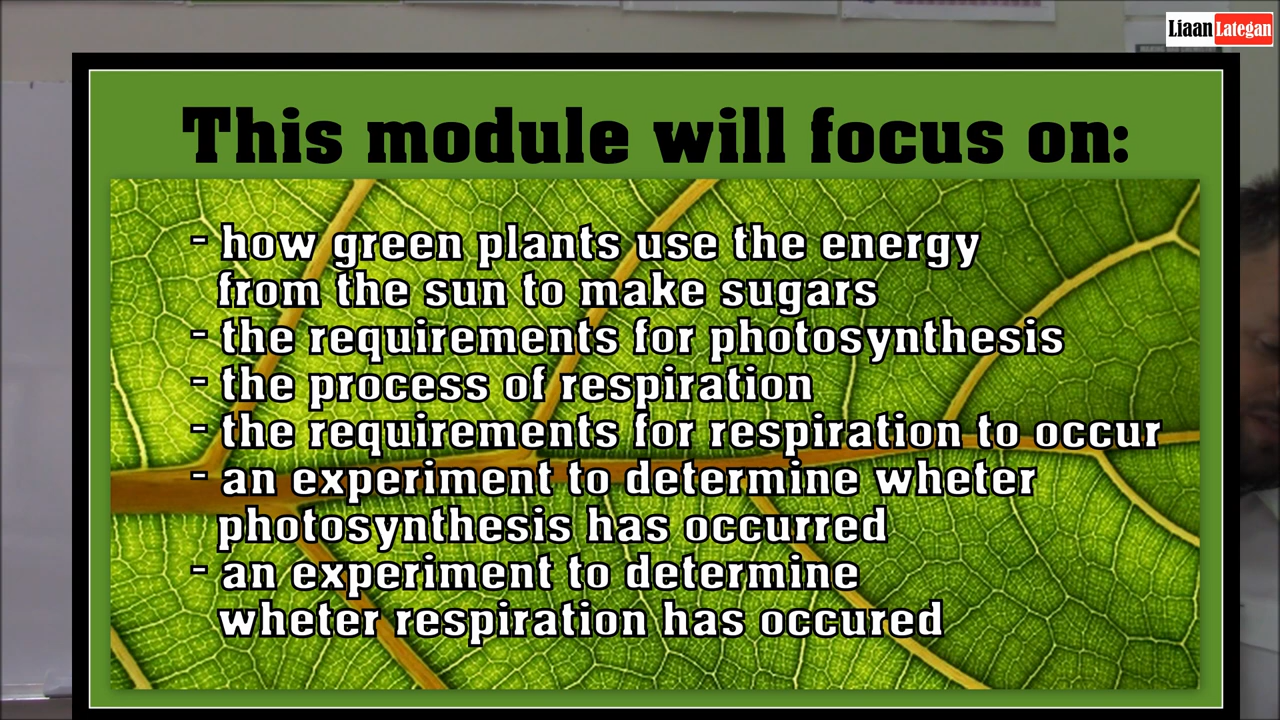 Liaan Lategan
This module will focus on:
- how green plants use the energy
from the sun to make sugars
- the requirements for photosynthesis
- the process of respiration
- the requirements for respiration to occur
- an experiment to determine wheter
photosynthesis has occurred
- an experiment to determine
wheter respiration has occured